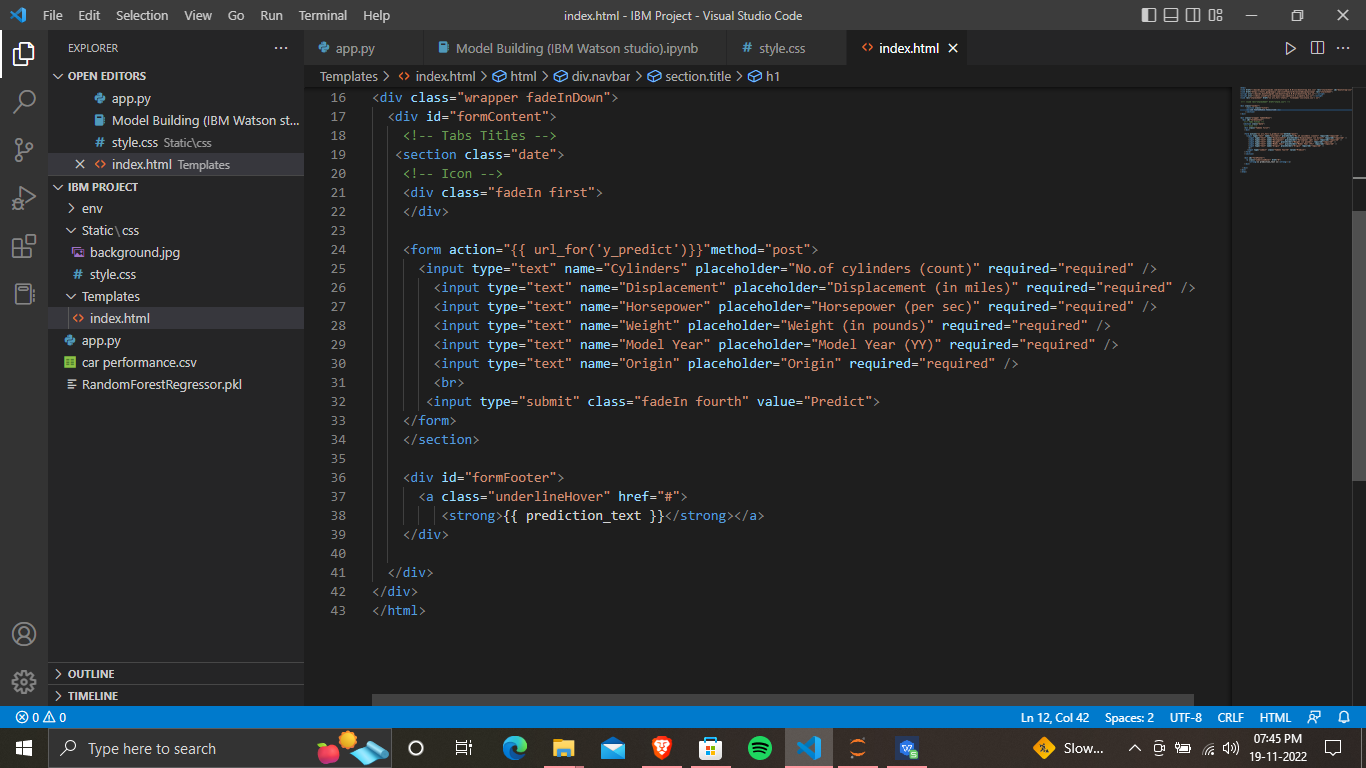 File Edit Selection View Go Run Terminal Help
index.html - IBM Project - Visual Studio Code
EXPLORER
OPEN EDITORS
app.py
Model Building (IBM Watson st...
style.css Static\css
index.html Templates
IBM PROJECT
env
Static\css
background.jpg
style.css
Templates
index.html
app.py
car performance.csv
RandomForestRegressor.pkl
OUTLINE
TIMELINE
app.py
Model Building (IBM Watson studio).ipynb
style.css
index.html
Templates > index.html > html > div.navbar > section.title > h1
16 <div class="wrapper fadeInDown">
17 <div id="formContent">
18 <!-- Tabs Titles -->
19 <section class="date">
20 <!-- Icon -->
21 <div class="fadeIn first">
22 </div>
23
24 <form action="{{ url_for('y_predict')}}"method="post">
25 <input type="text" name="Cylinders" placeholder="No.of cylinders (count)" required="required" />
26 <input type="text" name="Displacement" placeholder="Displacement (in miles)" required="required" />
27 <input type="text" name="Horsepower" placeholder="Horsepower (per sec)" required="required" />
28 <input type="text" name="Weight" placeholder="Weight (in pounds)" required="required" />
29 <input type="text" name="Model Year" placeholder="Model Year (YY)" required="required" />
30 <input type="text" name="Origin" placeholder="Origin" required="required" />
31 <br>
32 <input type="submit" class="fadeIn fourth" value="Predict">
33 </form>
34 </section>
35
36 <div id="formFooter">
37 <a class="underlineHover" href="#">
38 <strong>{{ prediction_text }}</strong></a>
39 </div>
40
41 </div>
42 </div>
43 </html>
0 0
Ln 12, Col 42 Spaces: 2 UTF-8 CRLF HTML
Type here to search
Slow...
07:45 PM
19-11-2022